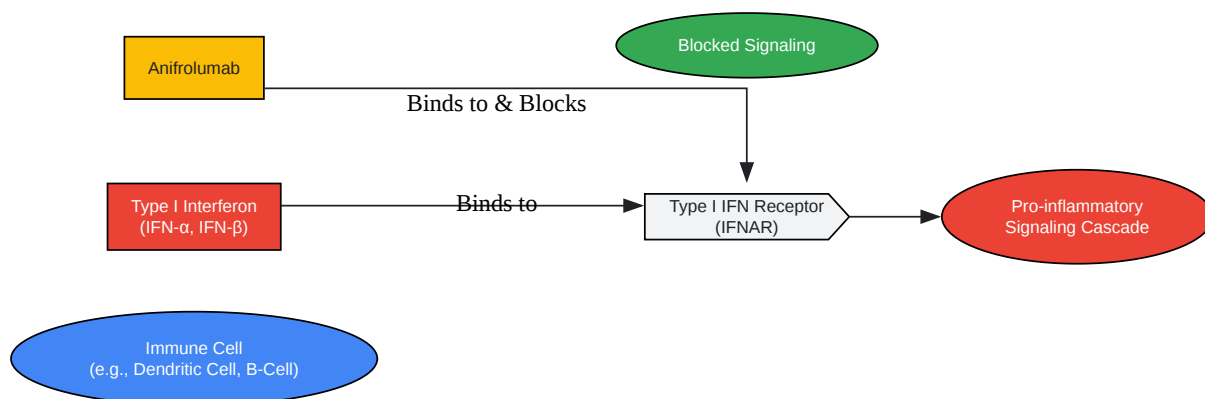 Anifrolumab
Blocked Signaling
Binds to & Blocks
Type I Interferon
(IFN-α, IFN-β)
Binds to
Type I IFN Receptor
(IFNAR)
Pro-inflammatory
Signaling Cascade
Immune Cell
(e.g., Dendritic Cell, B-Cell)